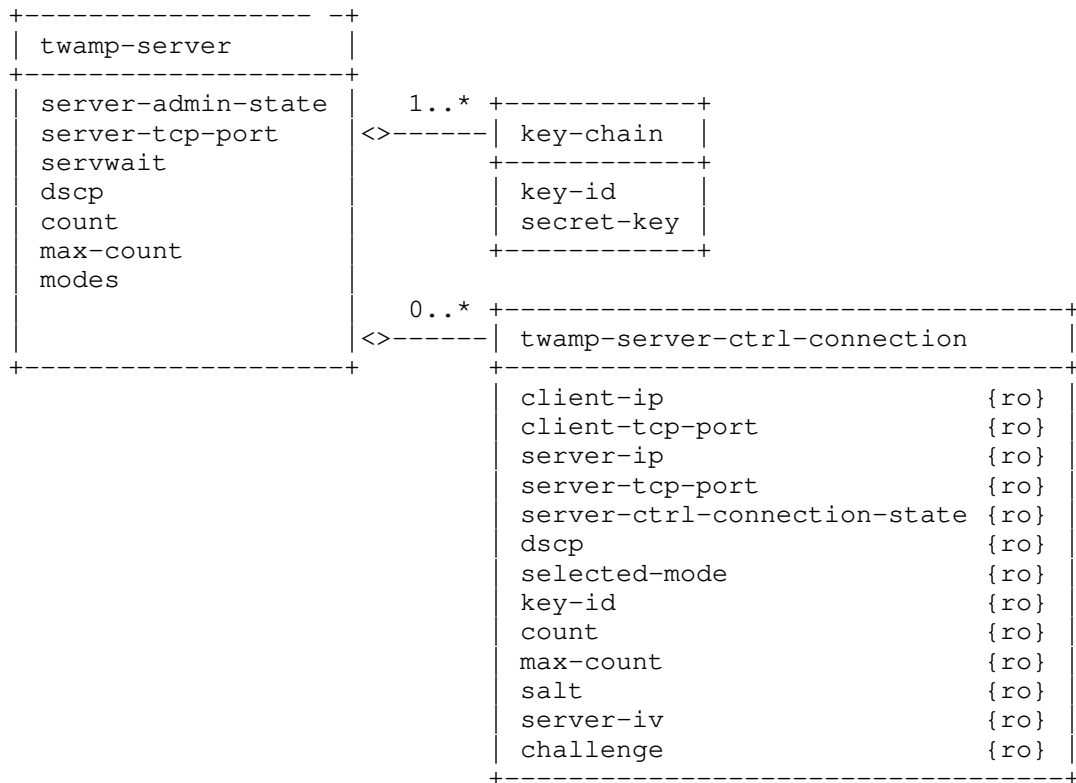 +------------------ -+
| twamp-server       |
+--------------------+
| server-admin-state |   1..* +------------+
| server-tcp-port    |<>------| key-chain  |
| servwait           |        +------------+
| dscp               |        | key-id     |
| count              |        | secret-key |
| max-count          |        +------------+
| modes              |
|                    |   0..* +-----------------------------------+
|                    |<>------| twamp-server-ctrl-connection      |
+--------------------+        +-----------------------------------+
                              | client-ip                    {ro} |
                              | client-tcp-port              {ro} |
                              | server-ip                    {ro} |
                              | server-tcp-port              {ro} |
                              | server-ctrl-connection-state {ro} |
                              | dscp                         {ro} |
                              | selected-mode                {ro} |
                              | key-id                       {ro} |
                              | count                        {ro} |
                              | max-count                    {ro} |
                              | salt                         {ro} |
                              | server-iv                    {ro} |
                              | challenge                    {ro} |
                              +-----------------------------------+